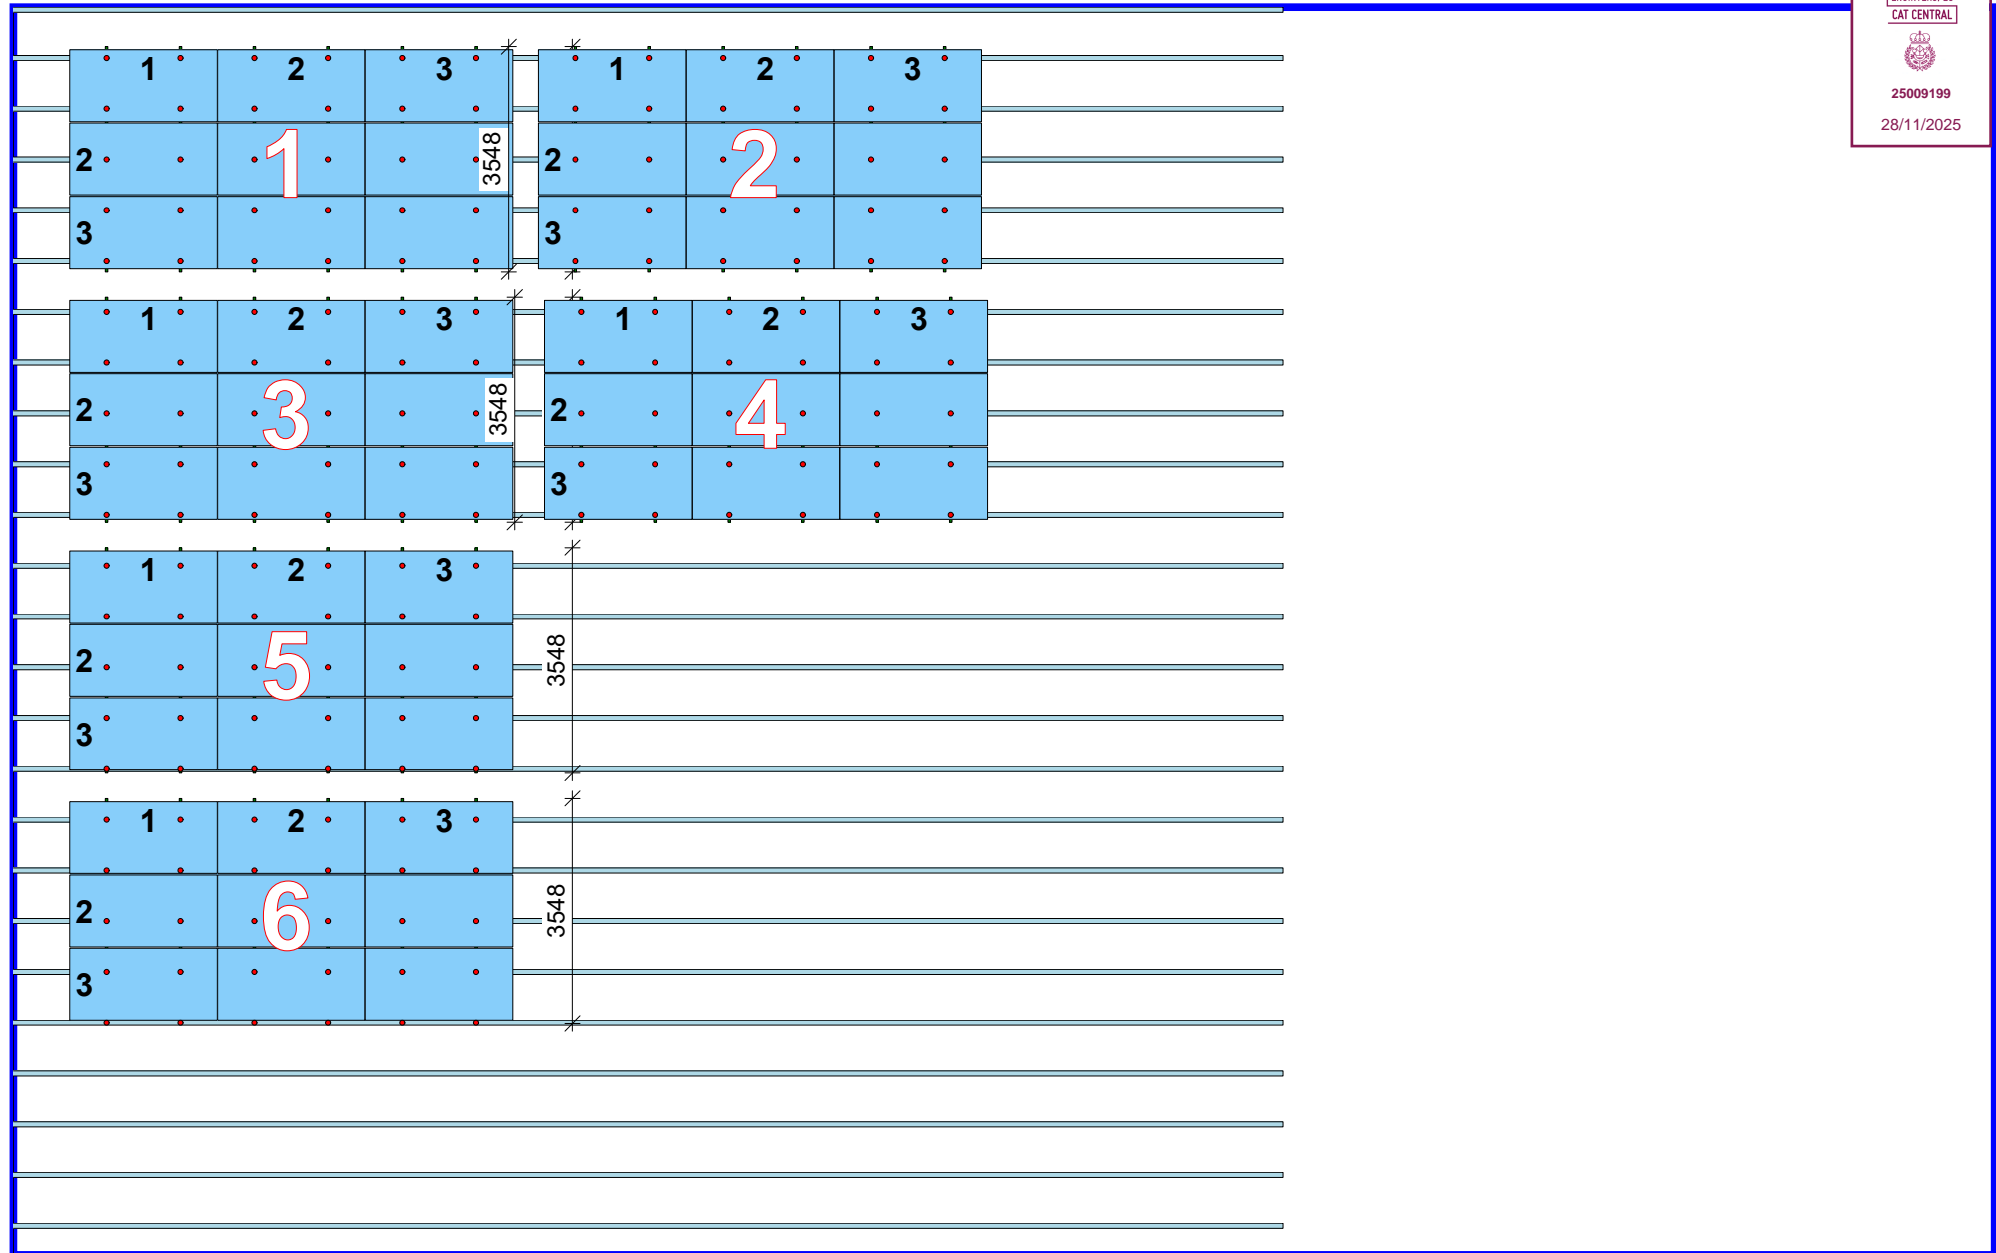 CAT CENTRAL
25009199
28/11/2025
1 2 3 1 2 3
2 1 3548 2 2
3 3
1 2 3 1 2 3
2 3 3548 2 4
3 3
1 2 3
2 5 3548
3
1 2 3
2 6 3548
3